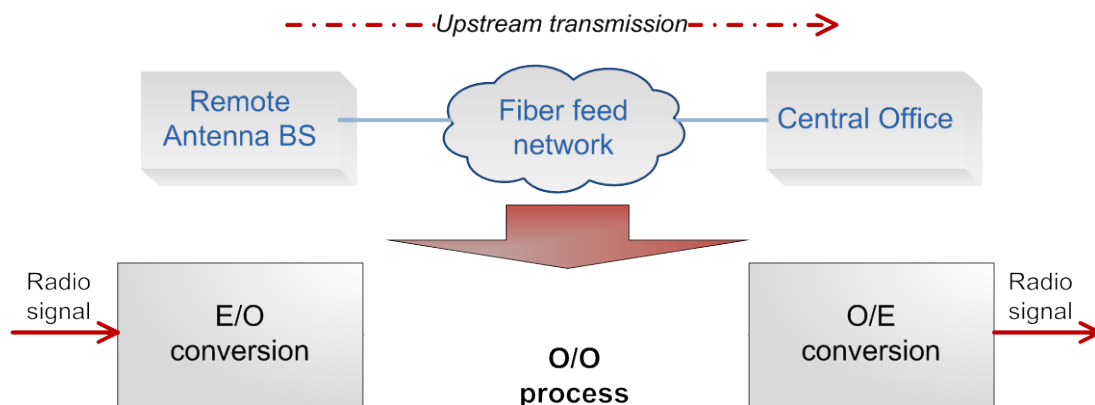 Upstream transmission
Remote
Antenna BS
Fiber feed
network
Central Office
Radio
signal
E/O
conversion
O/O
process
O/E
conversion
Radio
signal